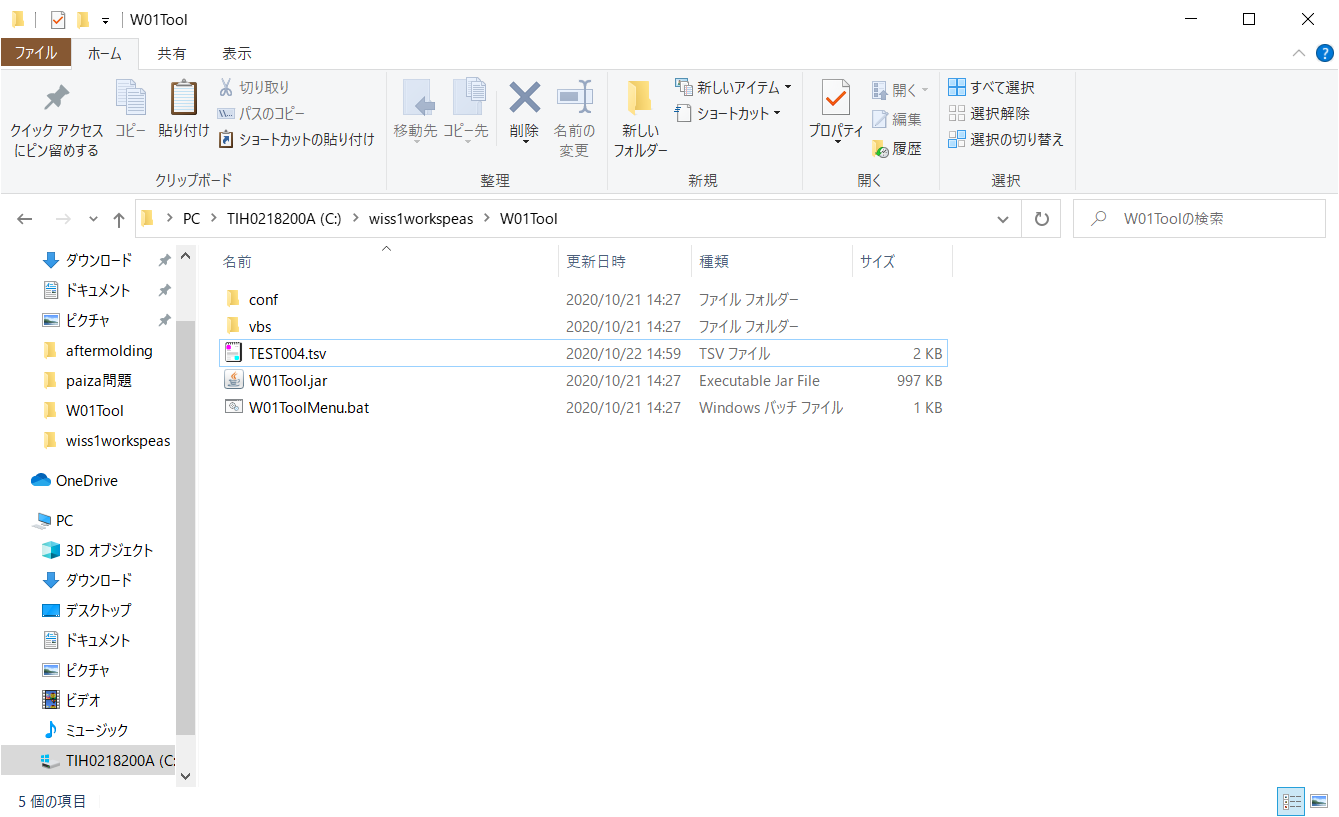 W01Tool
ファイル ホーム 共有 表示
クイック アクセス
にピン留めする
コピー
貼り付け
切り取り
パスのコピー
ショートカットの貼り付け
クリップボード
移動先
コピー先
削除
名前の
変更
整理
新しい
フォルダー
新しいアイテム
ショートカット
新規
プロパティ
開く
編集
履歴
開く
すべて選択
選択解除
選択の切り替え
選択
PC TIH0218200A (C:) wiss1workspeas W01Tool
W01Toolの検索
ダウンロード
ドキュメント
ピクチャ
aftermolding
paiza問題
W01Tool
wiss1workspeas
OneDrive
PC
3D オブジェクト
ダウンロード
デスクトップ
ドキュメント
ピクチャ
ビデオ
ミュージック
TIH0218200A (C:
名前 更新日時 種類 サイズ
conf 2020/10/21 14:27 ファイル フォルダー
vbs 2020/10/21 14:27 ファイル フォルダー
TEST004.tsv 2020/10/22 14:59 TSV ファイル 2 KB
W01Tool.jar 2020/10/21 14:27 Executable Jar File 997 KB
W01ToolMenu.bat 2020/10/21 14:27 Windows バッチ ファイル 1 KB
5 個の項目